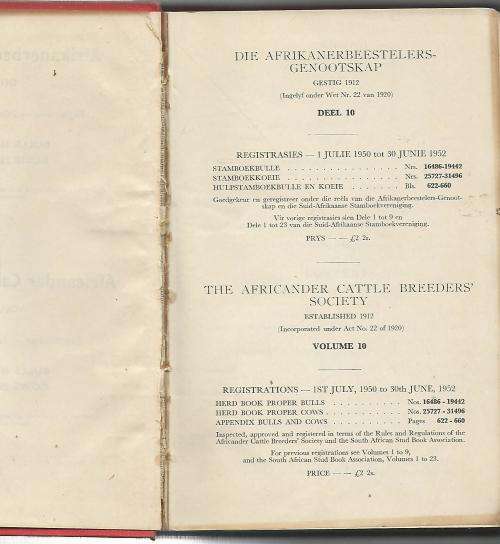 DIE AFRIKANERBEESTELERS-
GENOOTSKAP
GESTIG 1912
(Ingelyf onder Wet Nr. 22 van 1920)
DEEL 10
REGISTRASIES — 1 JULIE 1950 tot 30 JUNIE 1952
STAMBOEKBULLE . . . . . . . . . . . . . . . . Nrs. 16486-19442
STAMBOEKKOEIE . . . . . . . . . . . . . . . . Nrs. 25727-31496
HULPSTAMBOEKBULLE EN KOEIE . . . . . . . . Bls. 622-660
Goedgekeur en geregistreer onder die reëls van die Afrikanerbeestelers-Genoot-
skap en die Suid-Afrikaanse Stamboekvereniging.
Vir vorige registrasies sien Dele 1 tot 9 en
Dele 1 tot 23 van die Suid-Afrikaanse Stamboekvereniging.
PRYS — — £2 2s.
THE AFRICANDER CATTLE BREEDERS'
SOCIETY
ESTABLISHED 1912
(Incorporated under Act No. 22 of 1920)
VOLUME 10
REGISTRATIONS — 1ST JULY, 1950 to 30th JUNE, 1952
HERD BOOK PROPER BULLS . . . . . . . . . . Nos. 16486 - 19442
HERD BOOK PROPER COWS . . . . . . . . . . . Nos. 25727 - 31496
APPENDIX BULLS AND COWS . . . . . . . . . . Pages 622 - 660
Inspected, approved and registered in terms of the Rules and Regulations of the
Africander Cattle Breeders' Society and the South African Stud Book Association.
For previous registrations see Volumes 1 to 9,
and the South African Stud Book Association, Volumes 1 to 23.
PRICE — — £2 2s.